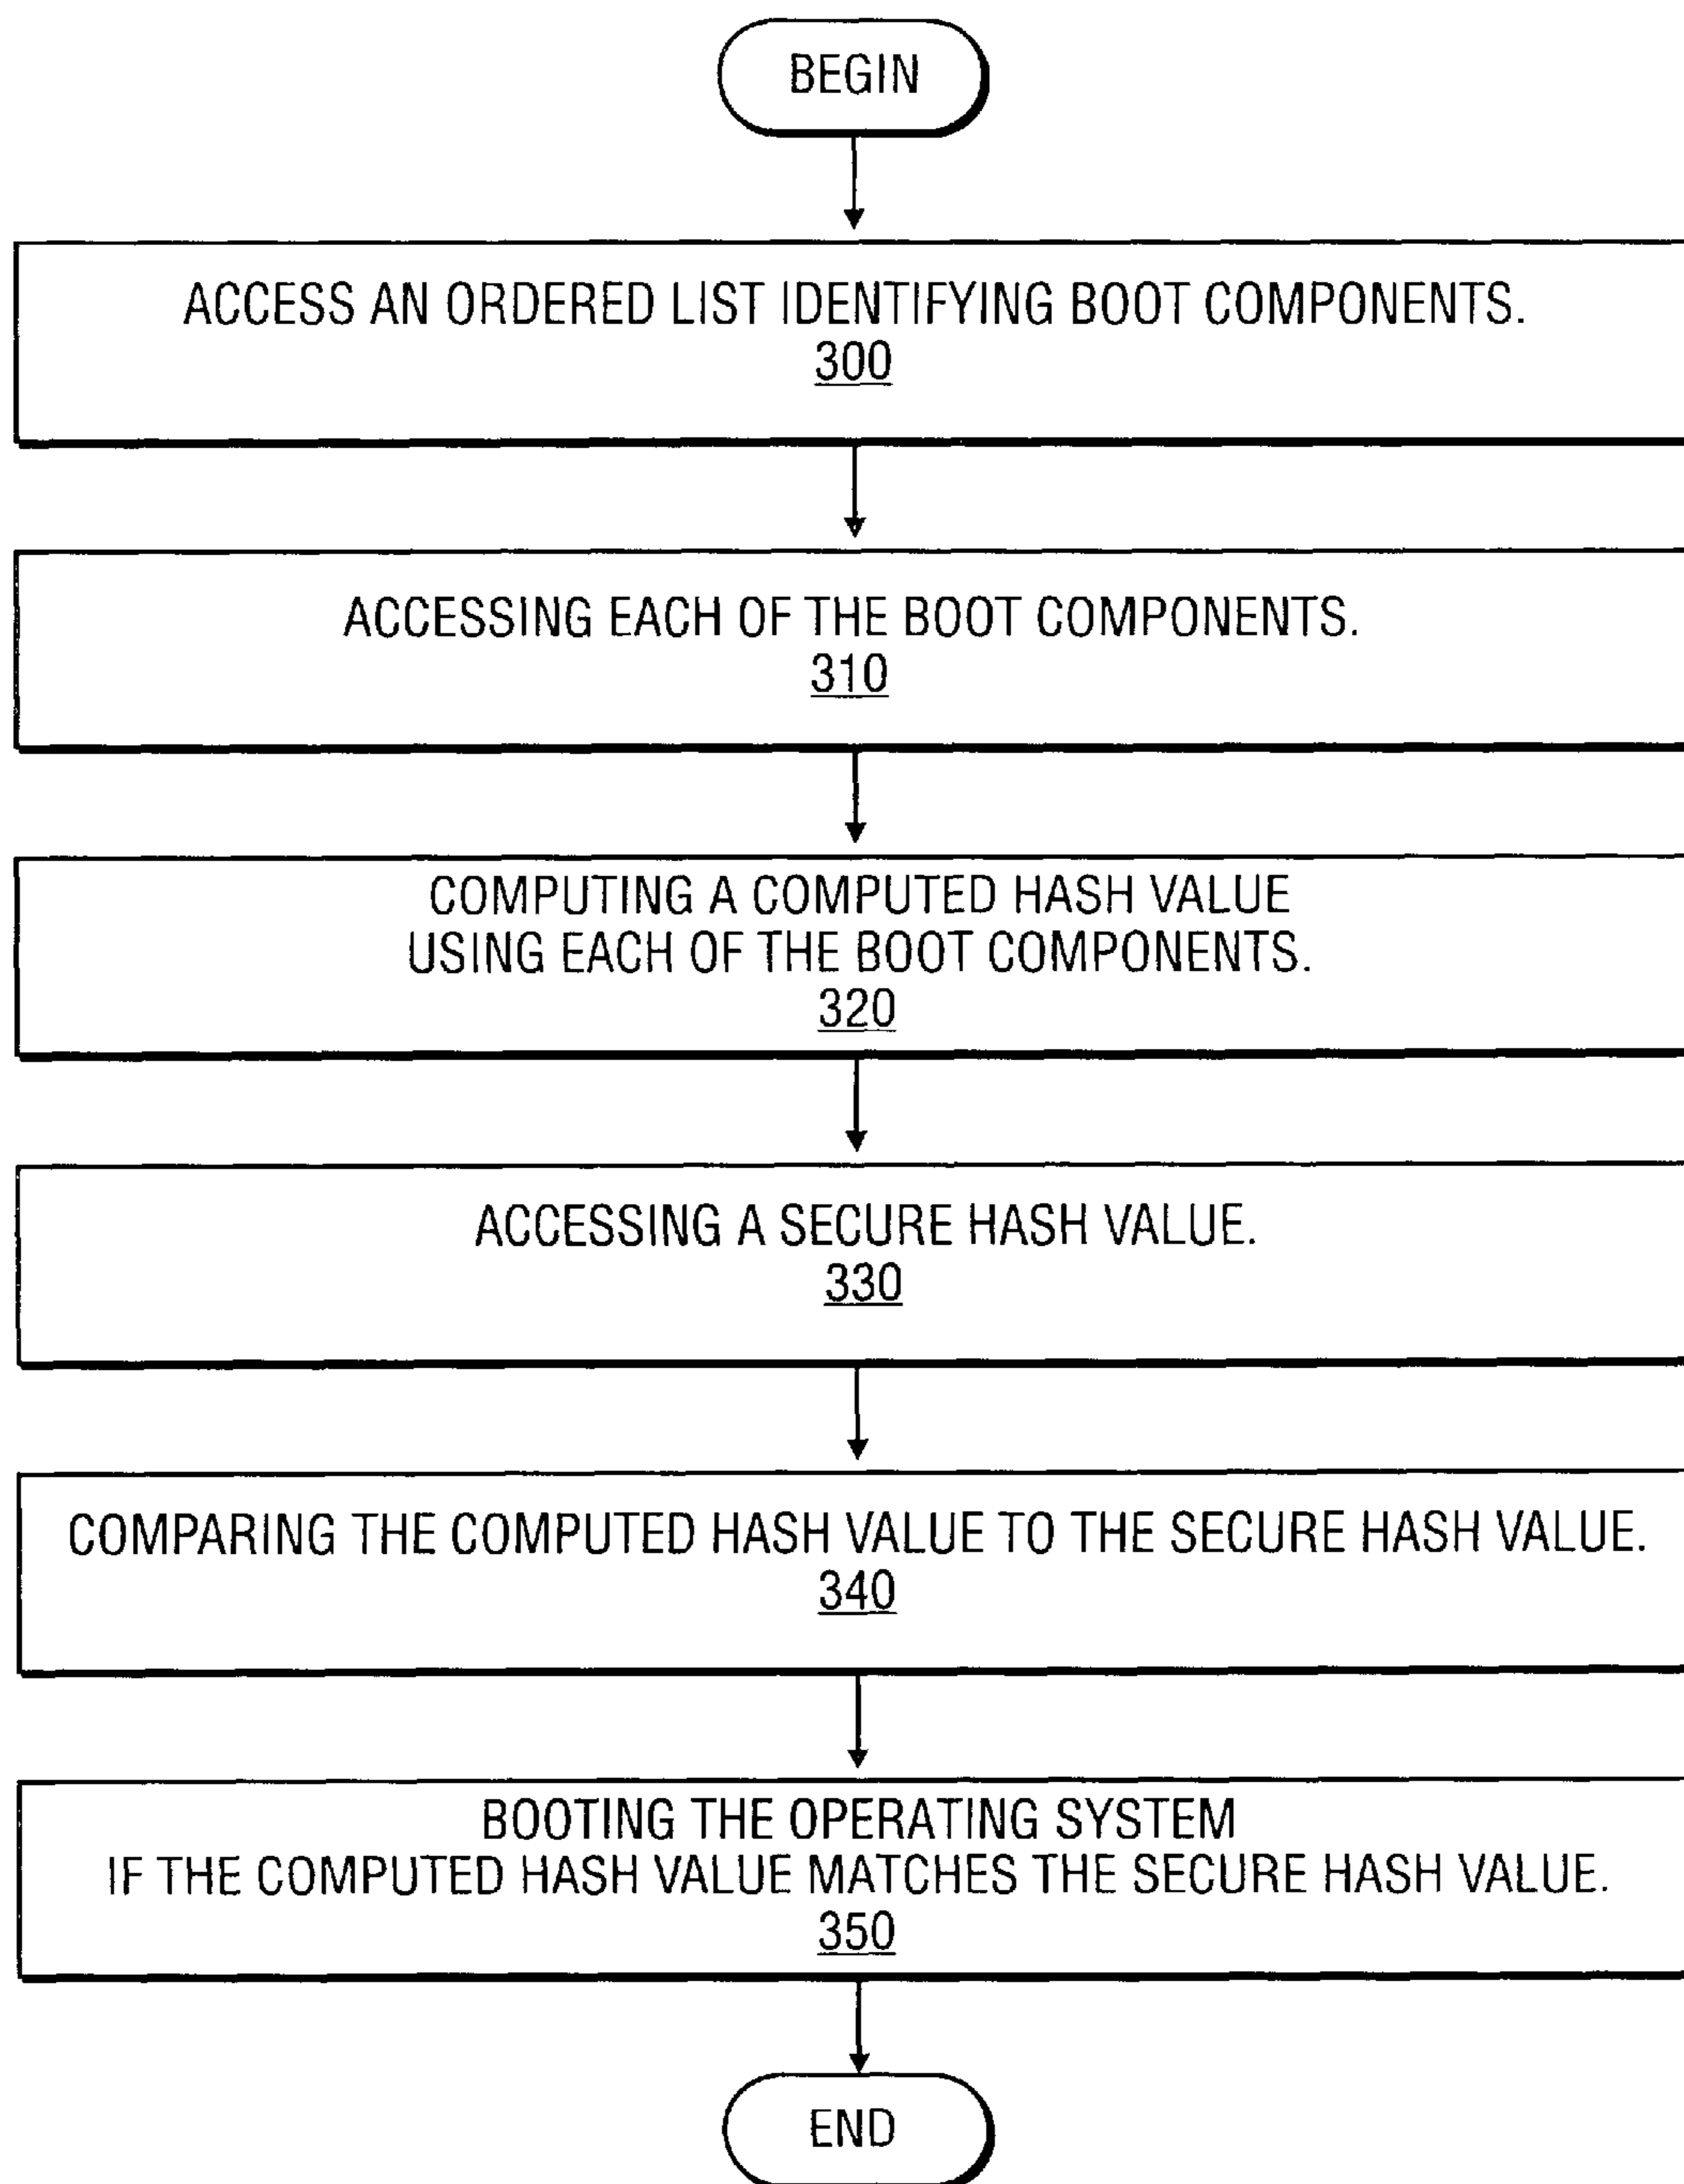 BEGIN
ACCESS AN ORDERED LIST IDENTIFYING BOOT COMPONENTS.
300
ACCESSING EACH OF THE BOOT COMPONENTS.
310
COMPUTING A COMPUTED HASH VALUE
USING EACH OF THE BOOT COMPONENTS.
320
ACCESSING A SECURE HASH VALUE.
330
COMPARING THE COMPUTED HASH VALUE TO THE SECURE HASH VALUE.
340
BOOTING THE OPERATING SYSTEM
IF THE COMPUTED HASH VALUE MATCHES THE SECURE HASH VALUE.
350
END